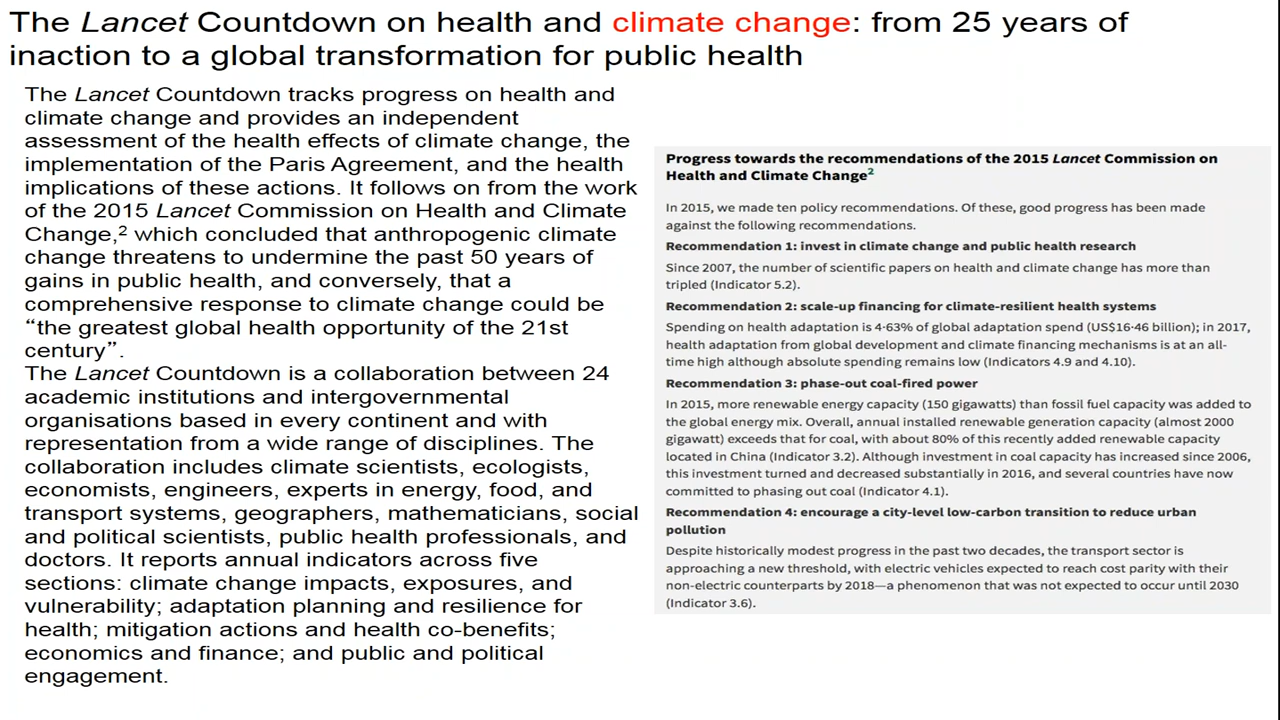 The Lancet Countdown on health and climate change: from 25 years of
inaction to a global transformation for public health
The Lancet Countdown tracks progress on health and
climate change and provides an independent
assessment of the health effects of climate change, the
implementation of the Paris Agreement, and the health
implications of these actions. It follows on from the work
of the 2015 Lancet Commission on Health and Climate
Change,² which concluded that anthropogenic climate
change threatens to undermine the past 50 years of
gains in public health, and conversely, that a
comprehensive response to climate change could be
“the greatest global health opportunity of the 21st
century”.
The Lancet Countdown is a collaboration between 24
academic institutions and intergovernmental
organisations based in every continent and with
representation from a wide range of disciplines. The
collaboration includes climate scientists, ecologists,
economists, engineers, experts in energy, food, and
transport systems, geographers, mathematicians, social
and political scientists, public health professionals, and
doctors. It reports annual indicators across five
sections: climate change impacts, exposures, and
vulnerability; adaptation planning and resilience for
health; mitigation actions and health co-benefits;
economics and finance; and public and political
engagement.
Progress towards the recommendations of the 2015 Lancet Commission on
Health and Climate Change²
In 2015, we made ten policy recommendations. Of these, good progress has been made
against the following recommendations.
Recommendation 1: invest in climate change and public health research
Since 2007, the number of scientific papers on health and climate change has more than
tripled (Indicator 5.2).
Recommendation 2: scale-up financing for climate-resilient health systems
Spending on health adaptation is 4·63% of global adaptation spend (US$16·46 billion); in 2017,
health adaptation from global development and climate financing mechanisms is at an all-
time high although absolute spending remains low (Indicators 4.9 and 4.10).
Recommendation 3: phase-out coal-fired power
In 2015, more renewable energy capacity (150 gigawatts) than fossil fuel capacity was added to
the global energy mix. Overall, annual installed renewable generation capacity (almost 2000
gigawatt) exceeds that for coal, with about 80% of this recently added renewable capacity
located in China (Indicator 3.2). Although investment in coal capacity has increased since 2006,
this investment turned and decreased substantially in 2016, and several countries have now
committed to phasing out coal (Indicator 4.1).
Recommendation 4: encourage a city-level low-carbon transition to reduce urban
pollution
Despite historically modest progress in the past two decades, the transport sector is
approaching a new threshold, with electric vehicles expected to reach cost parity with their
non-electric counterparts by 2018—a phenomenon that was not expected to occur until 2030
(Indicator 3.6).